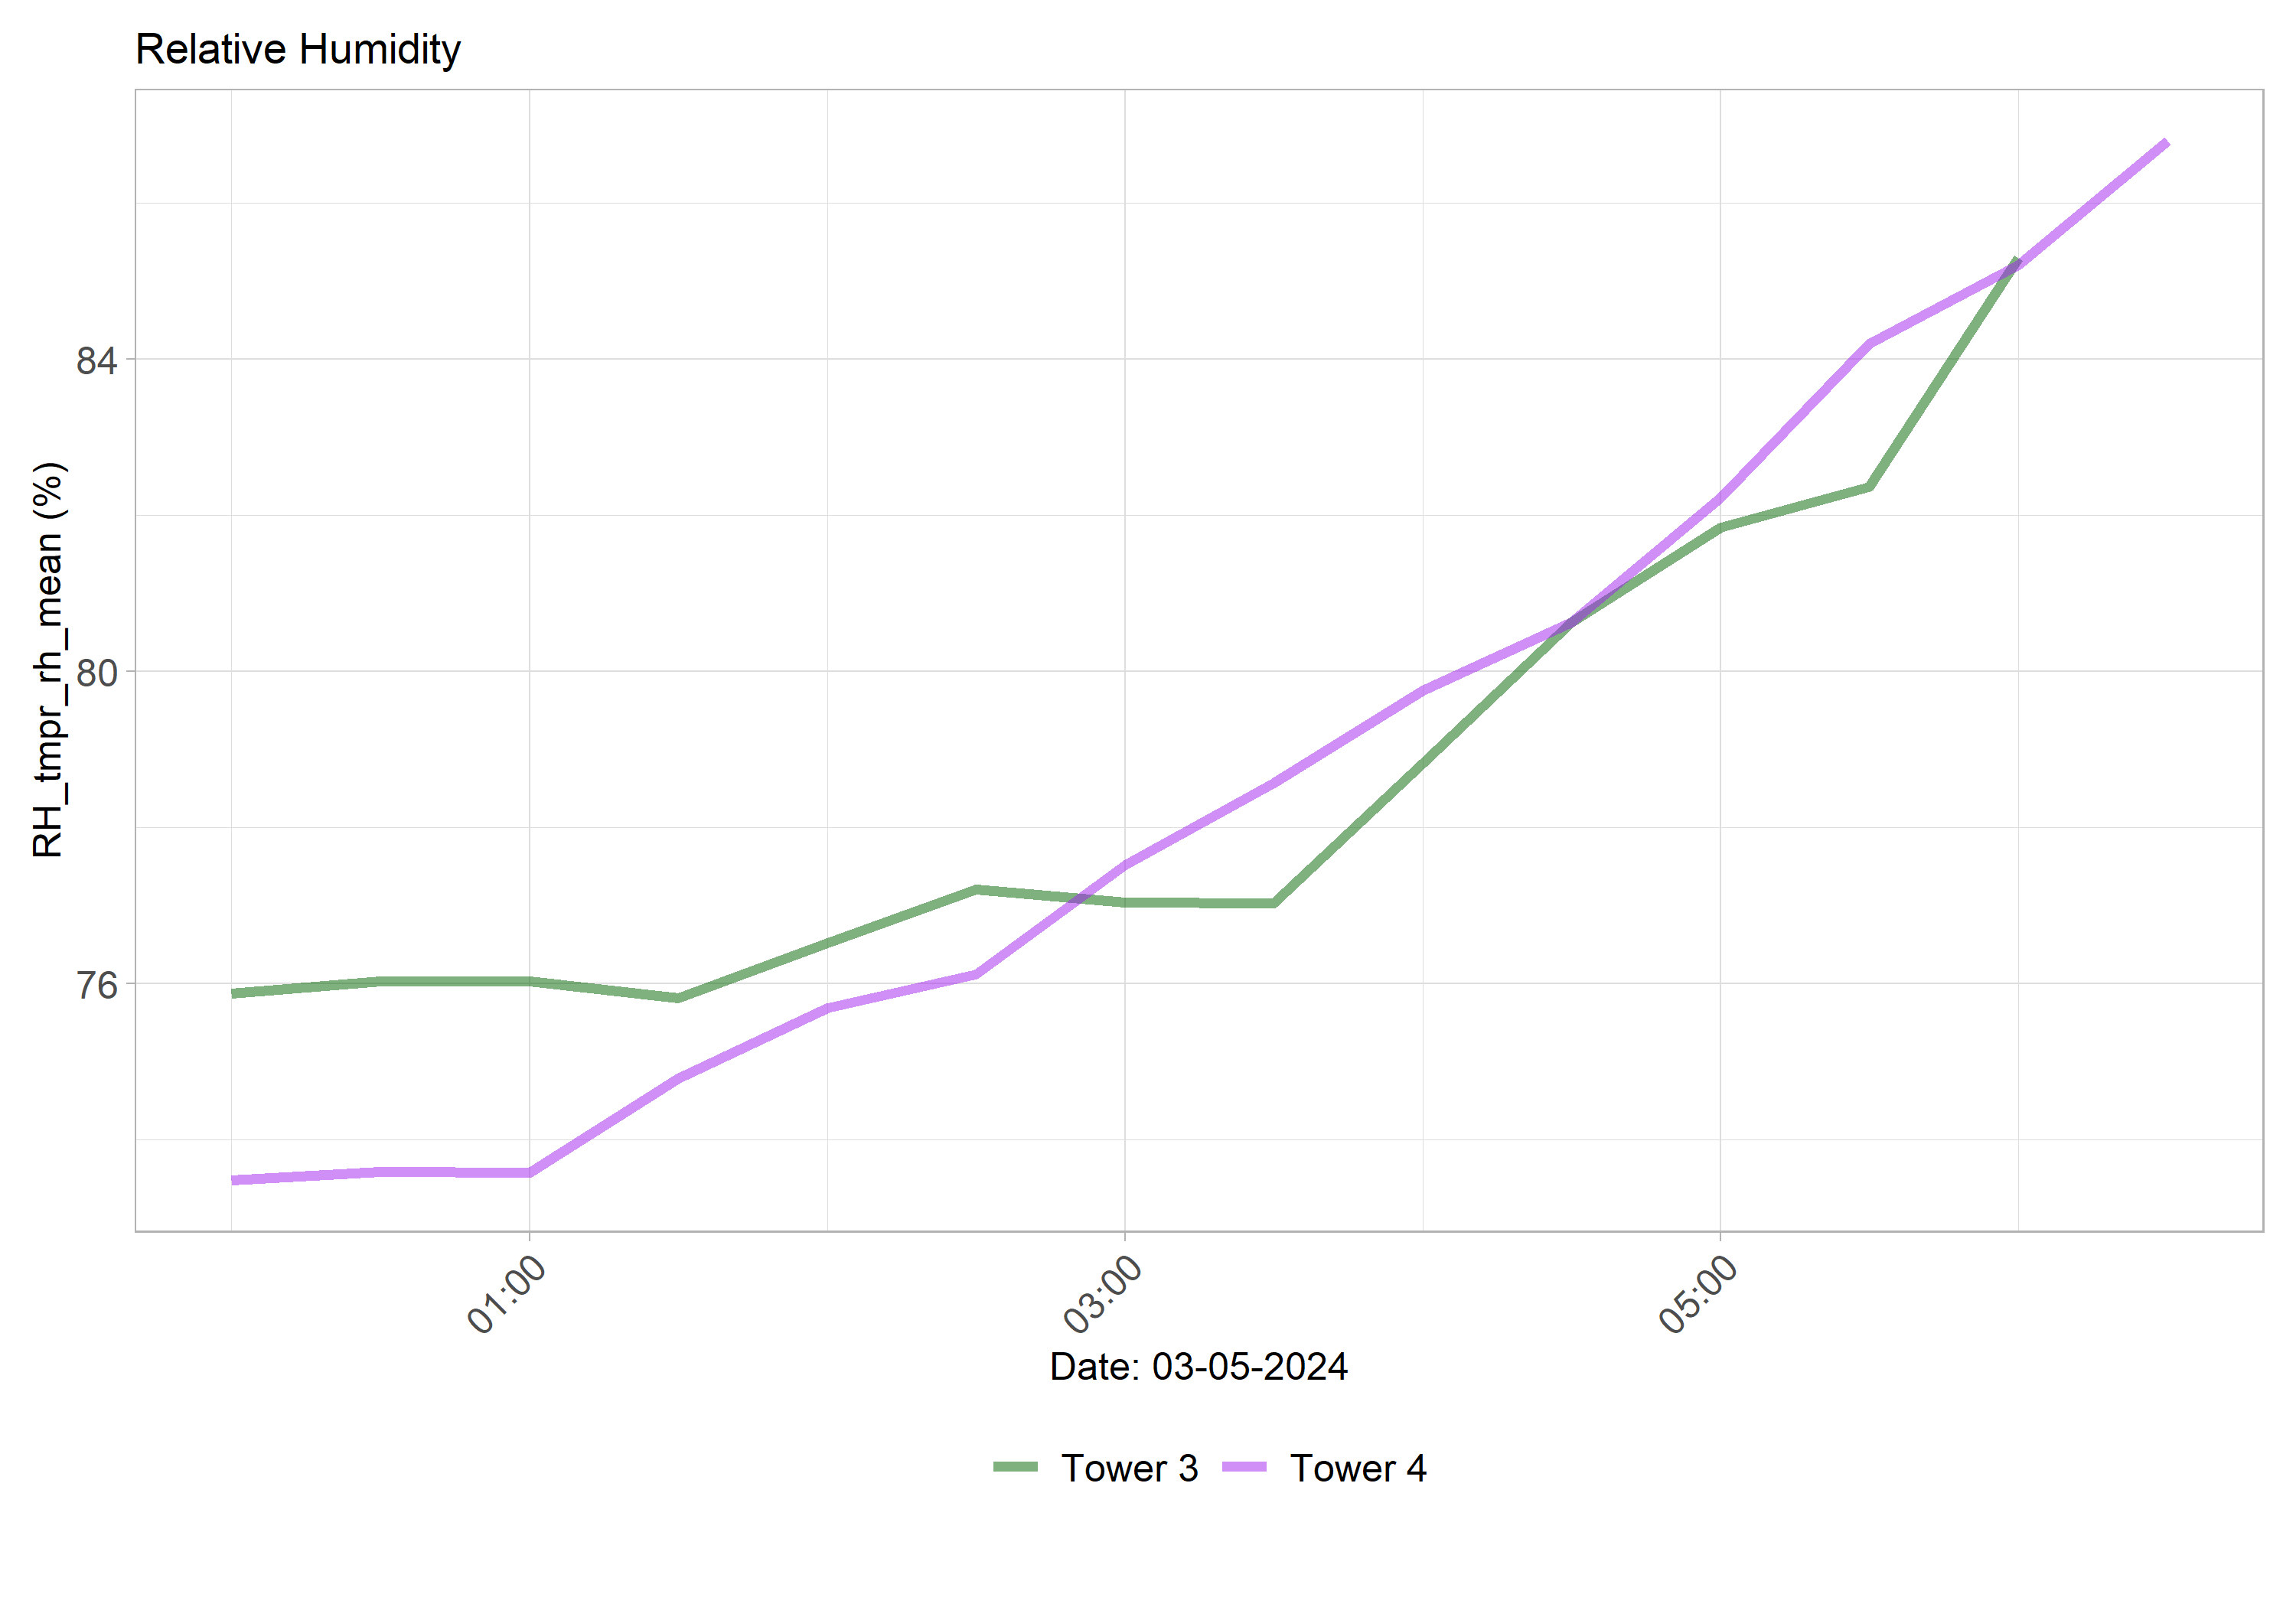 Relative Humidity
RH_tmpr_rh_mean (%)
84
80
76
01:00 03:00 05:00
Date: 03-05-2024
Tower 3 Tower 4